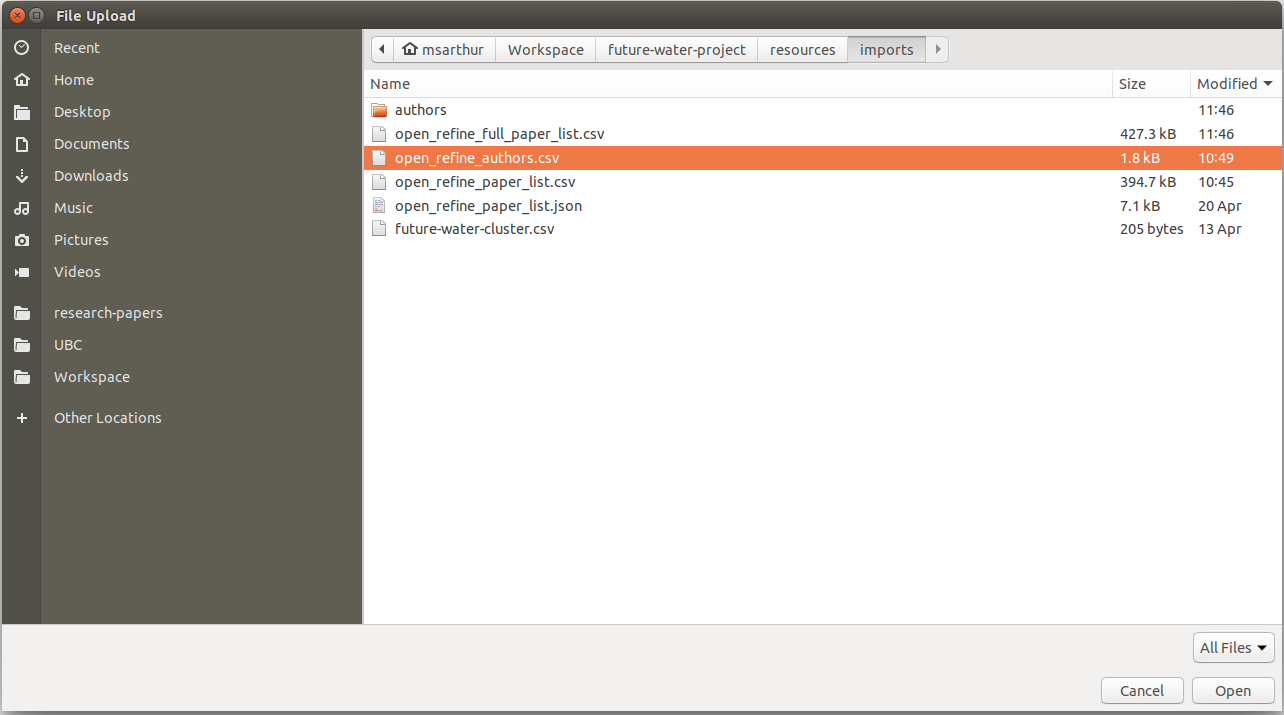 File Upload
Recent
Home
Desktop
Documents
Downloads
Music
Pictures
Videos
research-papers
UBC
Workspace
Other Locations
msarthur Workspace future-water-project resources imports
Name Size Modified
authors 11:46
open_refine_full_paper_list.csv 427.3 kB 11:46
open_refine_authors.csv 1.8 kB 10:49
open_refine_paper_list.csv 394.7 kB 10:45
open_refine_paper_list.json 7.1 kB 20 Apr
future-water-cluster.csv 205 bytes 13 Apr
All Files
Cancel Open